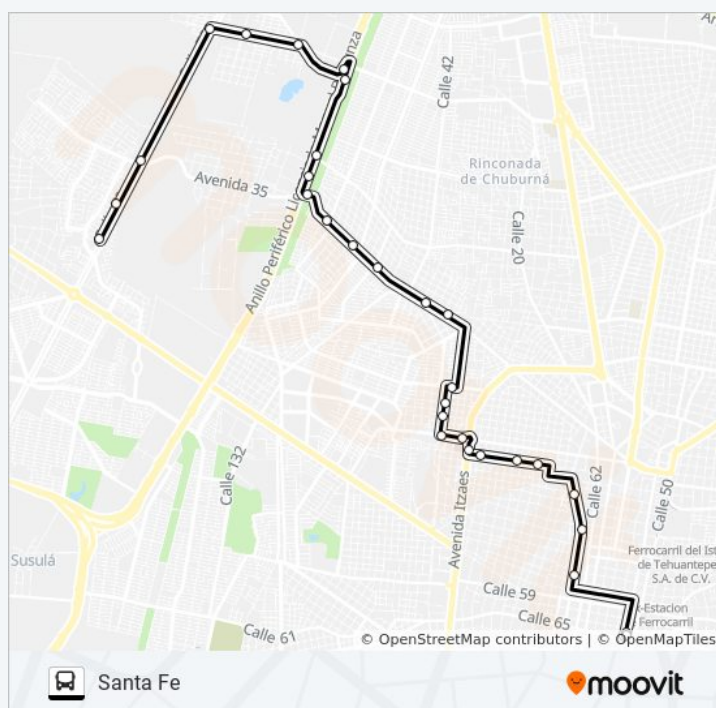 Calle 42
Rinconada
de Chuburná
Avenida 35
Calle 20
Anillo Periférico Li
Calle 132
Calle 62
Calle 50
Avenida Itzaes
Susulá
Ferrocarril del Ist
de Tehuantepe
S.A. de C.V.
Calle 59
Calle 65
-Estacion
Ferrocarril
Calle 61
© OpenStreetMap contributors | © OpenMapTiles
Santa Fe
moovit